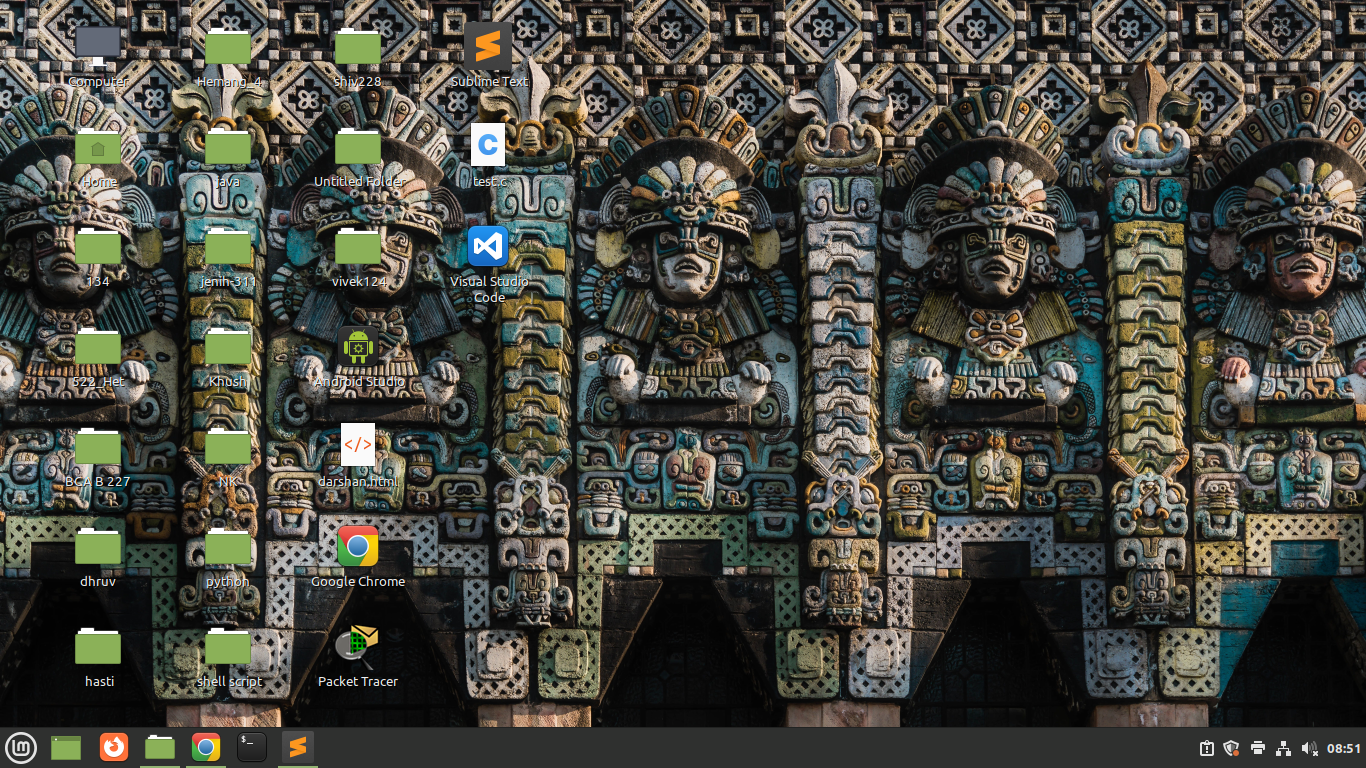 Computer
Hemang_4
shiv228
Sublime Text
Home
java
Untitled Folder
test.c
134
jenih-311
vivek124
Visual Studio
Code
522_Het
Khush
Android Studio
BCA B 227
NK
darshan.html
dhruv
python
Google Chrome
hasti
shell script
Packet Tracer
08:51